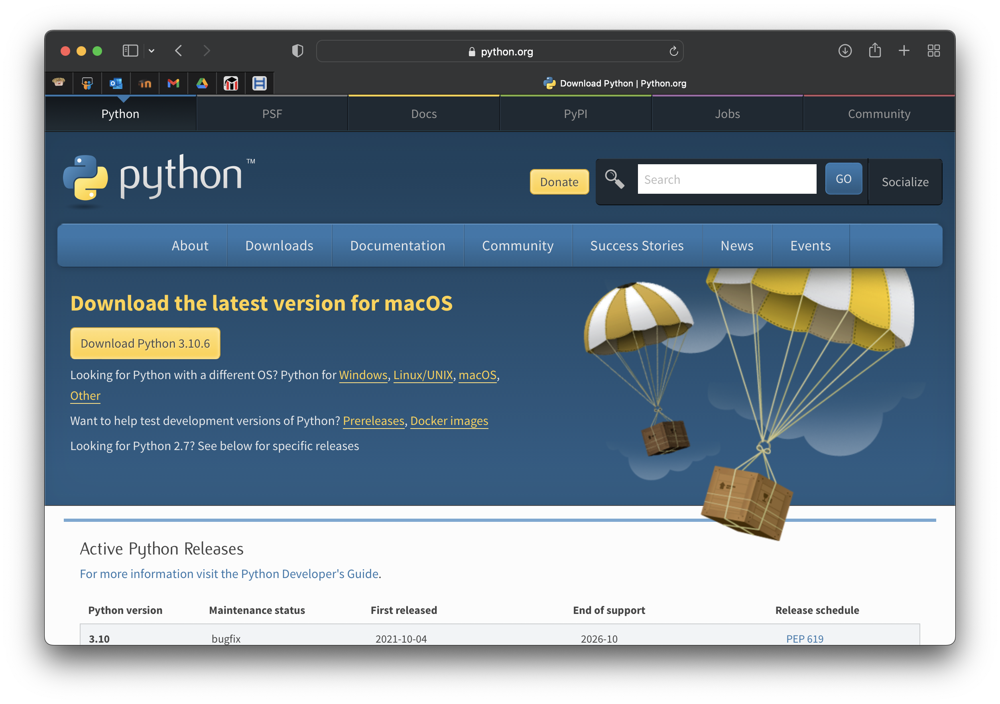 python.org
Download Python | Python.org
Python
PSF
Docs
PyPI
Jobs
Community
python™
Donate
Search
GO
Socialize
About
Downloads
Documentation
Community
Success Stories
News
Events
Download the latest version for macOS
Download Python 3.10.6
Looking for Python with a different OS? Python for Windows, Linux/UNIX, macOS,
Other
Want to help test development versions of Python? Prereleases, Docker images
Looking for Python 2.7? See below for specific releases
Active Python Releases
For more information visit the Python Developer's Guide.
Python version Maintenance status First released End of support Release schedule
3.10 bugfix 2021-10-04 2026-10 PEP 619